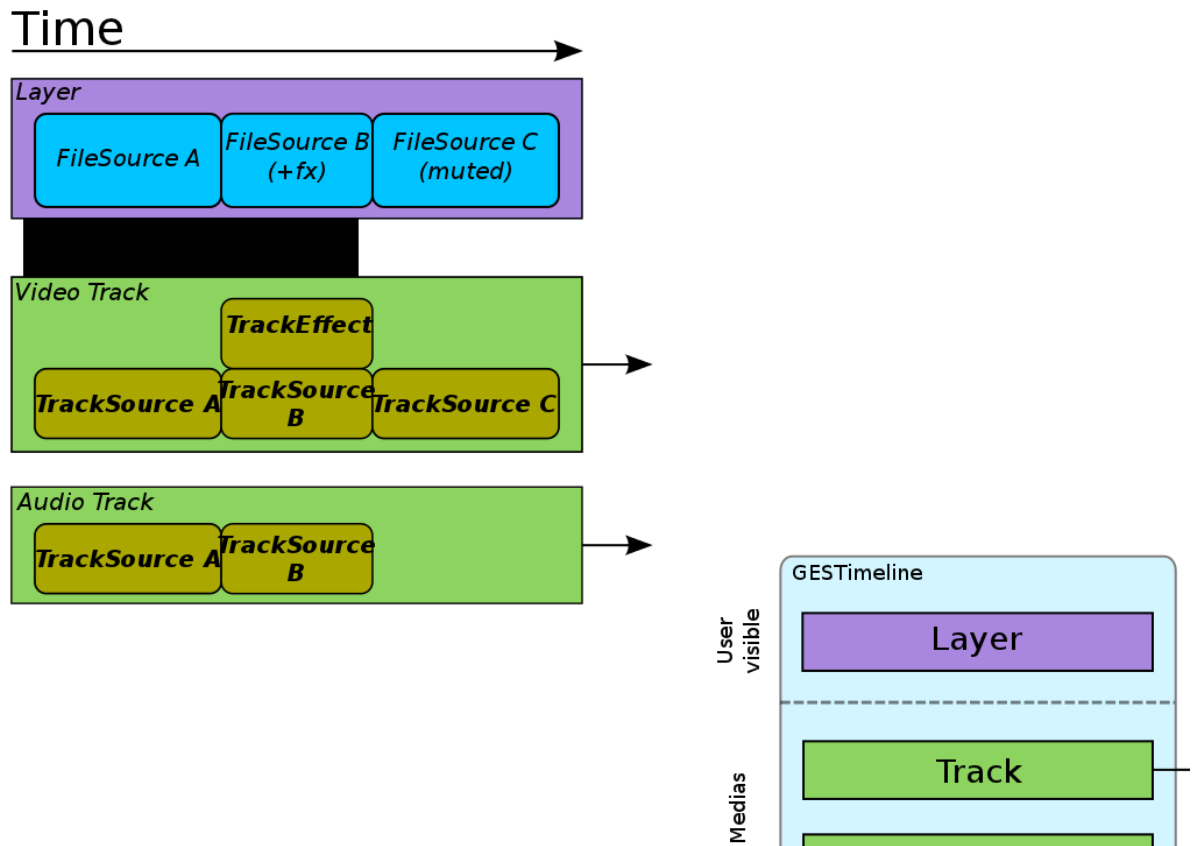 Time
Layer
FileSource A
FileSource B
(+fx)
FileSource C
(muted)
Video Track
TrackEffect
TrackSource A
TrackSource
B
TrackSource C
Audio Track
TrackSource A
TrackSource
B
GESTimeline
User
visible
Layer
Track
Medias